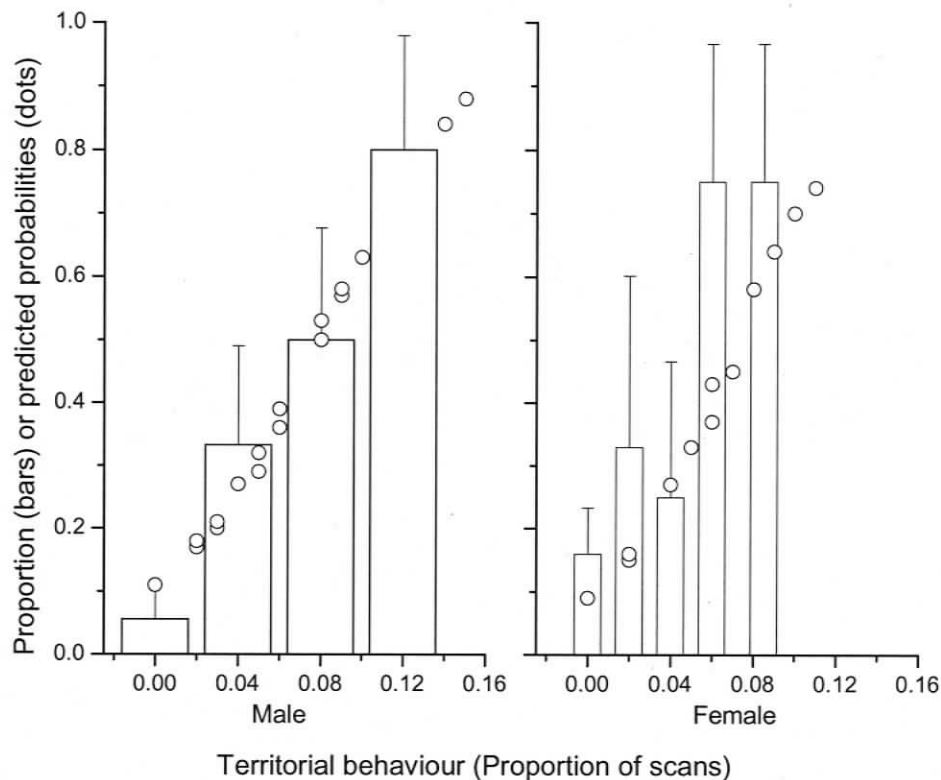 Proportion (bars) or predicted probabilities (dots)
1.0
0.8
0.6
0.4
0.2
0.0
0.00 0.04 0.08 0.12 0.16
Male
0.00 0.04 0.08 0.12 0.16
Female
Territorial behaviour (Proportion of scans)